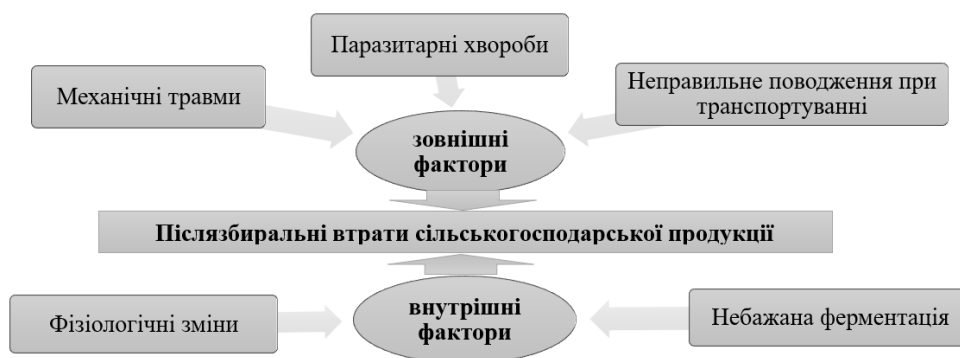 Паразитарні хвороби
Механічні травми
Неправильне поводження при
транспортуванні
зовнішні
фактори
Післязбиральні втрати сільськогосподарської продукції
Фізіологічні зміни
внутрішні
фактори
Небажана ферментація